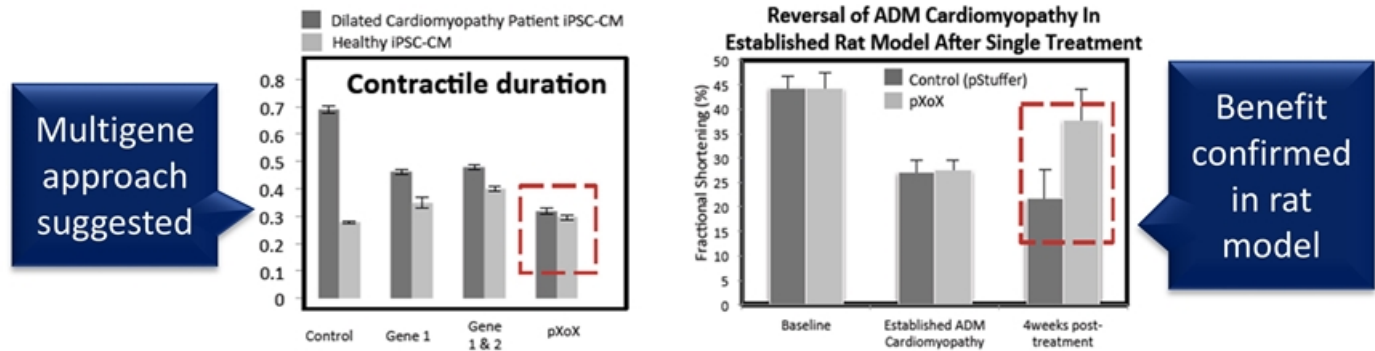 Multigene
approach
suggested
Dilated Cardiomyopathy Patient iPSC-CM
Healthy iPSC-CM
Contractile duration
0.8
0.7
0.6
0.5
0.4
0.3
0.2
0.1
0
Control
Gene 1
Gene
1 & 2
pXoX
Reversal of ADM Cardiomyopathy In
Established Rat Model After Single Treatment
Fractional Shortening (%)
50
45
40
35
30
25
20
15
10
5
0
Control (pStuffer)
pXoX
Baseline
Established ADM
Cardiomyopathy
4weeks post-
treatment
Benefit
confirmed
in rat
model